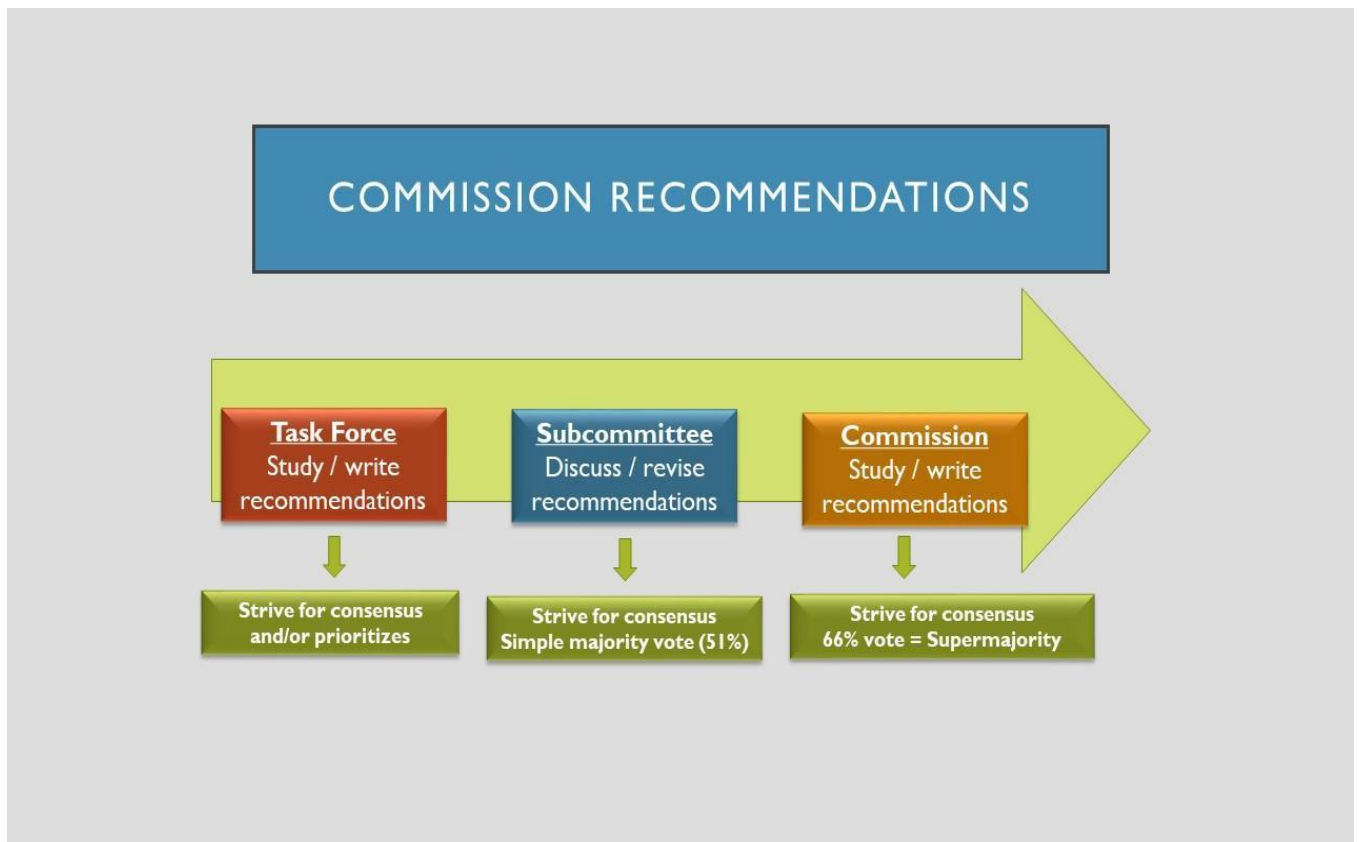 COMMISSION RECOMMENDATIONS
Task Force
Study / write
recommendations
Subcommittee
Discuss / revise
recommendations
Commission
Study / write
recommendations
Strive for consensus
and/or prioritizes
Strive for consensus
Simple majority vote (51%)
Strive for consensus
66% vote = Supermajority